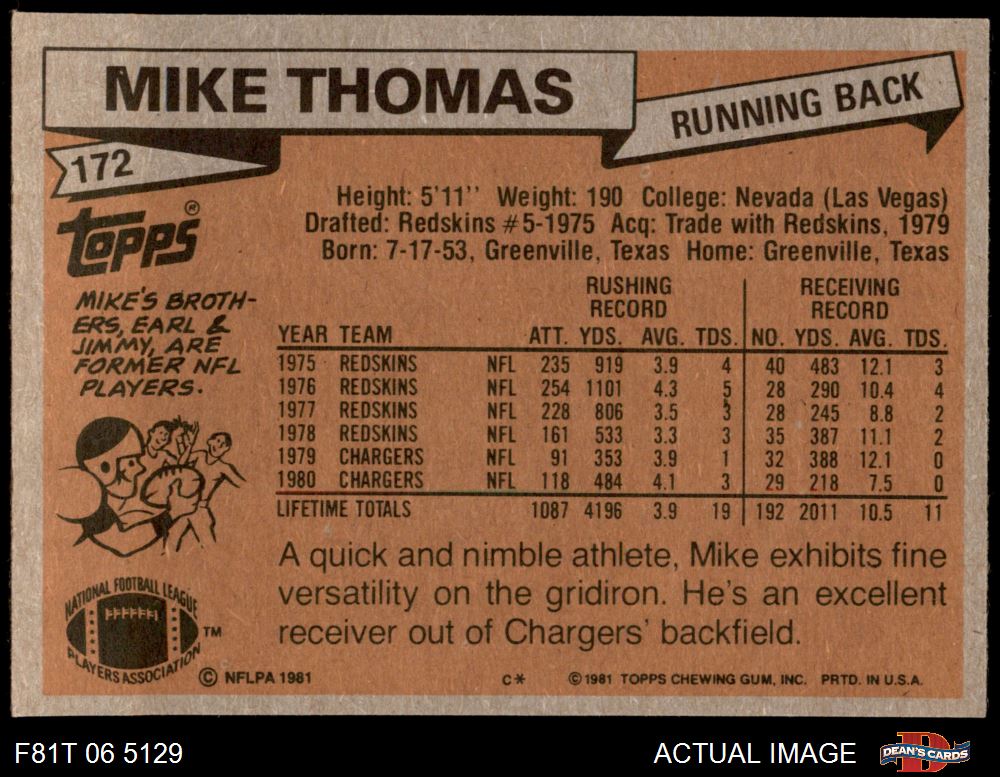 MIKE THOMAS
RUNNING BACK
172
TOPPS®
Height: 5'11'' Weight: 190 College: Nevada (Las Vegas)
Drafted: Redskins #5-1975 Acq: Trade with Redskins, 1979
Born: 7-17-53, Greenville, Texas Home: Greenville, Texas
MIKE'S BROTH-
ERS, EARL &
JIMMY, ARE
FORMER NFL
PLAYERS.
RUSHING RECEIVING
RECORD RECORD
YEAR TEAM ATT. YDS. AVG. TDS. NO. YDS. AVG. TDS.
1975 REDSKINS NFL 235 919 3.9 4 40 483 12.1 3
1976 REDSKINS NFL 254 1101 4.3 5 28 290 10.4 4
1977 REDSKINS NFL 228 806 3.5 3 28 245 8.8 2
1978 REDSKINS NFL 161 533 3.3 3 35 387 11.1 2
1979 CHARGERS NFL 91 353 3.9 1 32 388 12.1 0
1980 CHARGERS NFL 118 484 4.1 3 29 218 7.5 0
LIFETIME TOTALS 1087 4196 3.9 19 192 2011 10.5 11
A quick and nimble athlete, Mike exhibits fine
versatility on the gridiron. He's an excellent
receiver out of Chargers' backfield.
NATIONAL FOOTBALL LEAGUE
PLAYERS ASSOCIATION
TM
© NFLPA 1981 C* © 1981 TOPPS CHEWING GUM, INC. PRTD. IN U.S.A.
F81T 06 5129 ACTUAL IMAGE DEAN'S CARDS